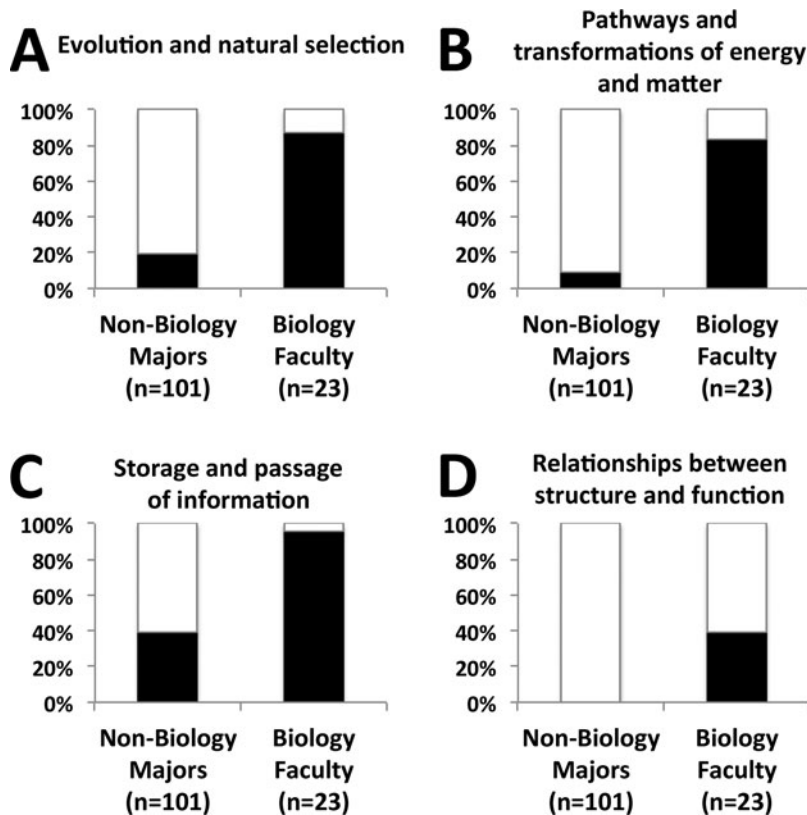 A Evolution and natural selection
100%
80%
60%
40%
20%
0%
Non-Biology
Majors
(n=101)
Biology
Faculty
(n=23)
B Pathways and
transformations of energy
and matter
100%
80%
60%
40%
20%
0%
Non-Biology
Majors
(n=101)
Biology
Faculty
(n=23)
C Storage and passage
of information
100%
80%
60%
40%
20%
0%
Non-Biology
Majors
(n=101)
Biology
Faculty
(n=23)
D Relationships between
structure and function
100%
80%
60%
40%
20%
0%
Non-Biology
Majors
(n=101)
Biology
Faculty
(n=23)